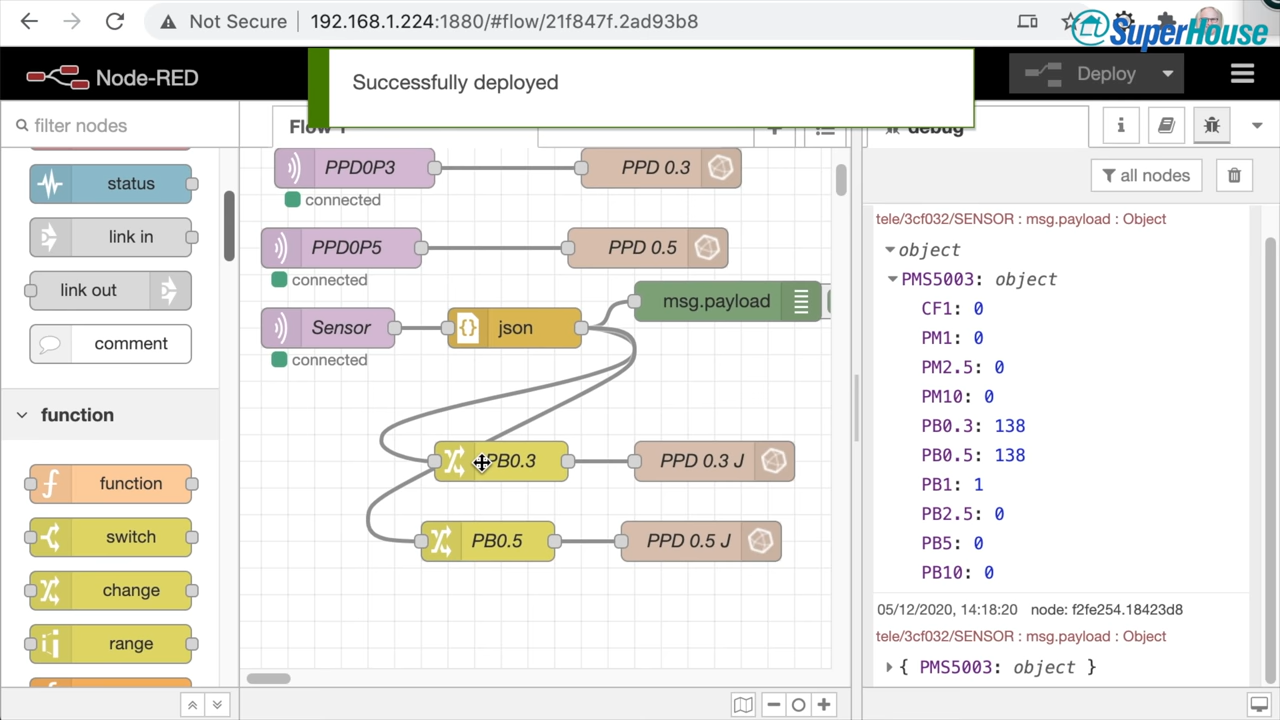 Not Secure
192.168.1.224:1880/#flow/21f847f.2ad93b8
SuperHouse
Node-RED
Successfully deployed
Deploy
filter nodes
Flow 1
debug
all nodes
status
link in
link out
comment
function
function
switch
change
range
PPD0P3
PPD 0.3
connected
PPD0P5
PPD 0.5
connected
msg.payload
Sensor
json
connected
PB0.3
PPD 0.3 J
PB0.5
PPD 0.5 J
tele/3cf032/SENSOR : msg.payload : Object
object
PMS5003: object
CF1: 0
PM1: 0
PM2.5: 0
PM10: 0
PB0.3: 138
PB0.5: 138
PB1: 1
PB2.5: 0
PB5: 0
PB10: 0
05/12/2020, 14:18:20 node: f2fe254.18423d8
tele/3cf032/SENSOR : msg.payload : Object
{ PMS5003: object }